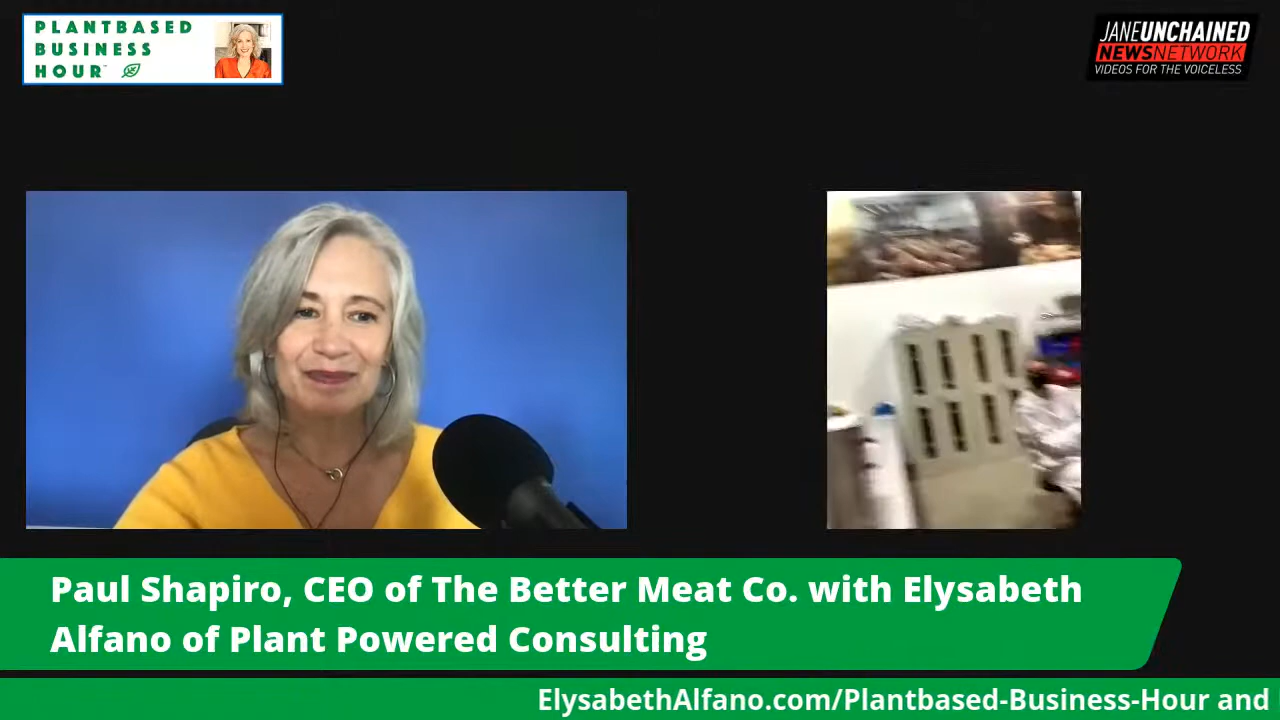 PLANTBASED
BUSINESS
HOUR™
JANEUNCHAINED
NEWSNETWORK
VIDEOS FOR THE VOICELESS
Paul Shapiro, CEO of The Better Meat Co. with Elysabeth
Alfano of Plant Powered Consulting
ElysabethAlfano.com/Plantbased-Business-Hour and